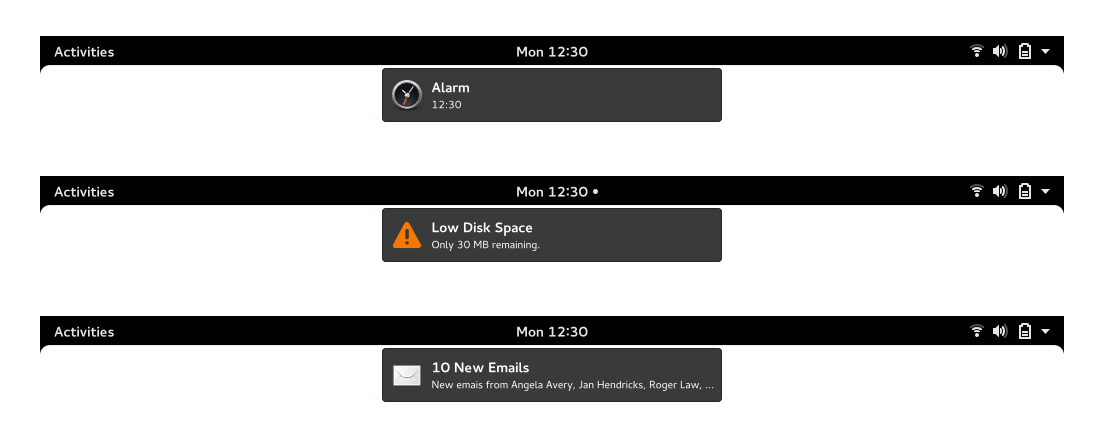 Activities Mon 12:30
Alarm
12:30
Activities Mon 12:30
Low Disk Space
Only 30 MB remaining.
Activities Mon 12:30
10 New Emails
New emais from Angela Avery, Jan Hendricks, Roger Law, ...